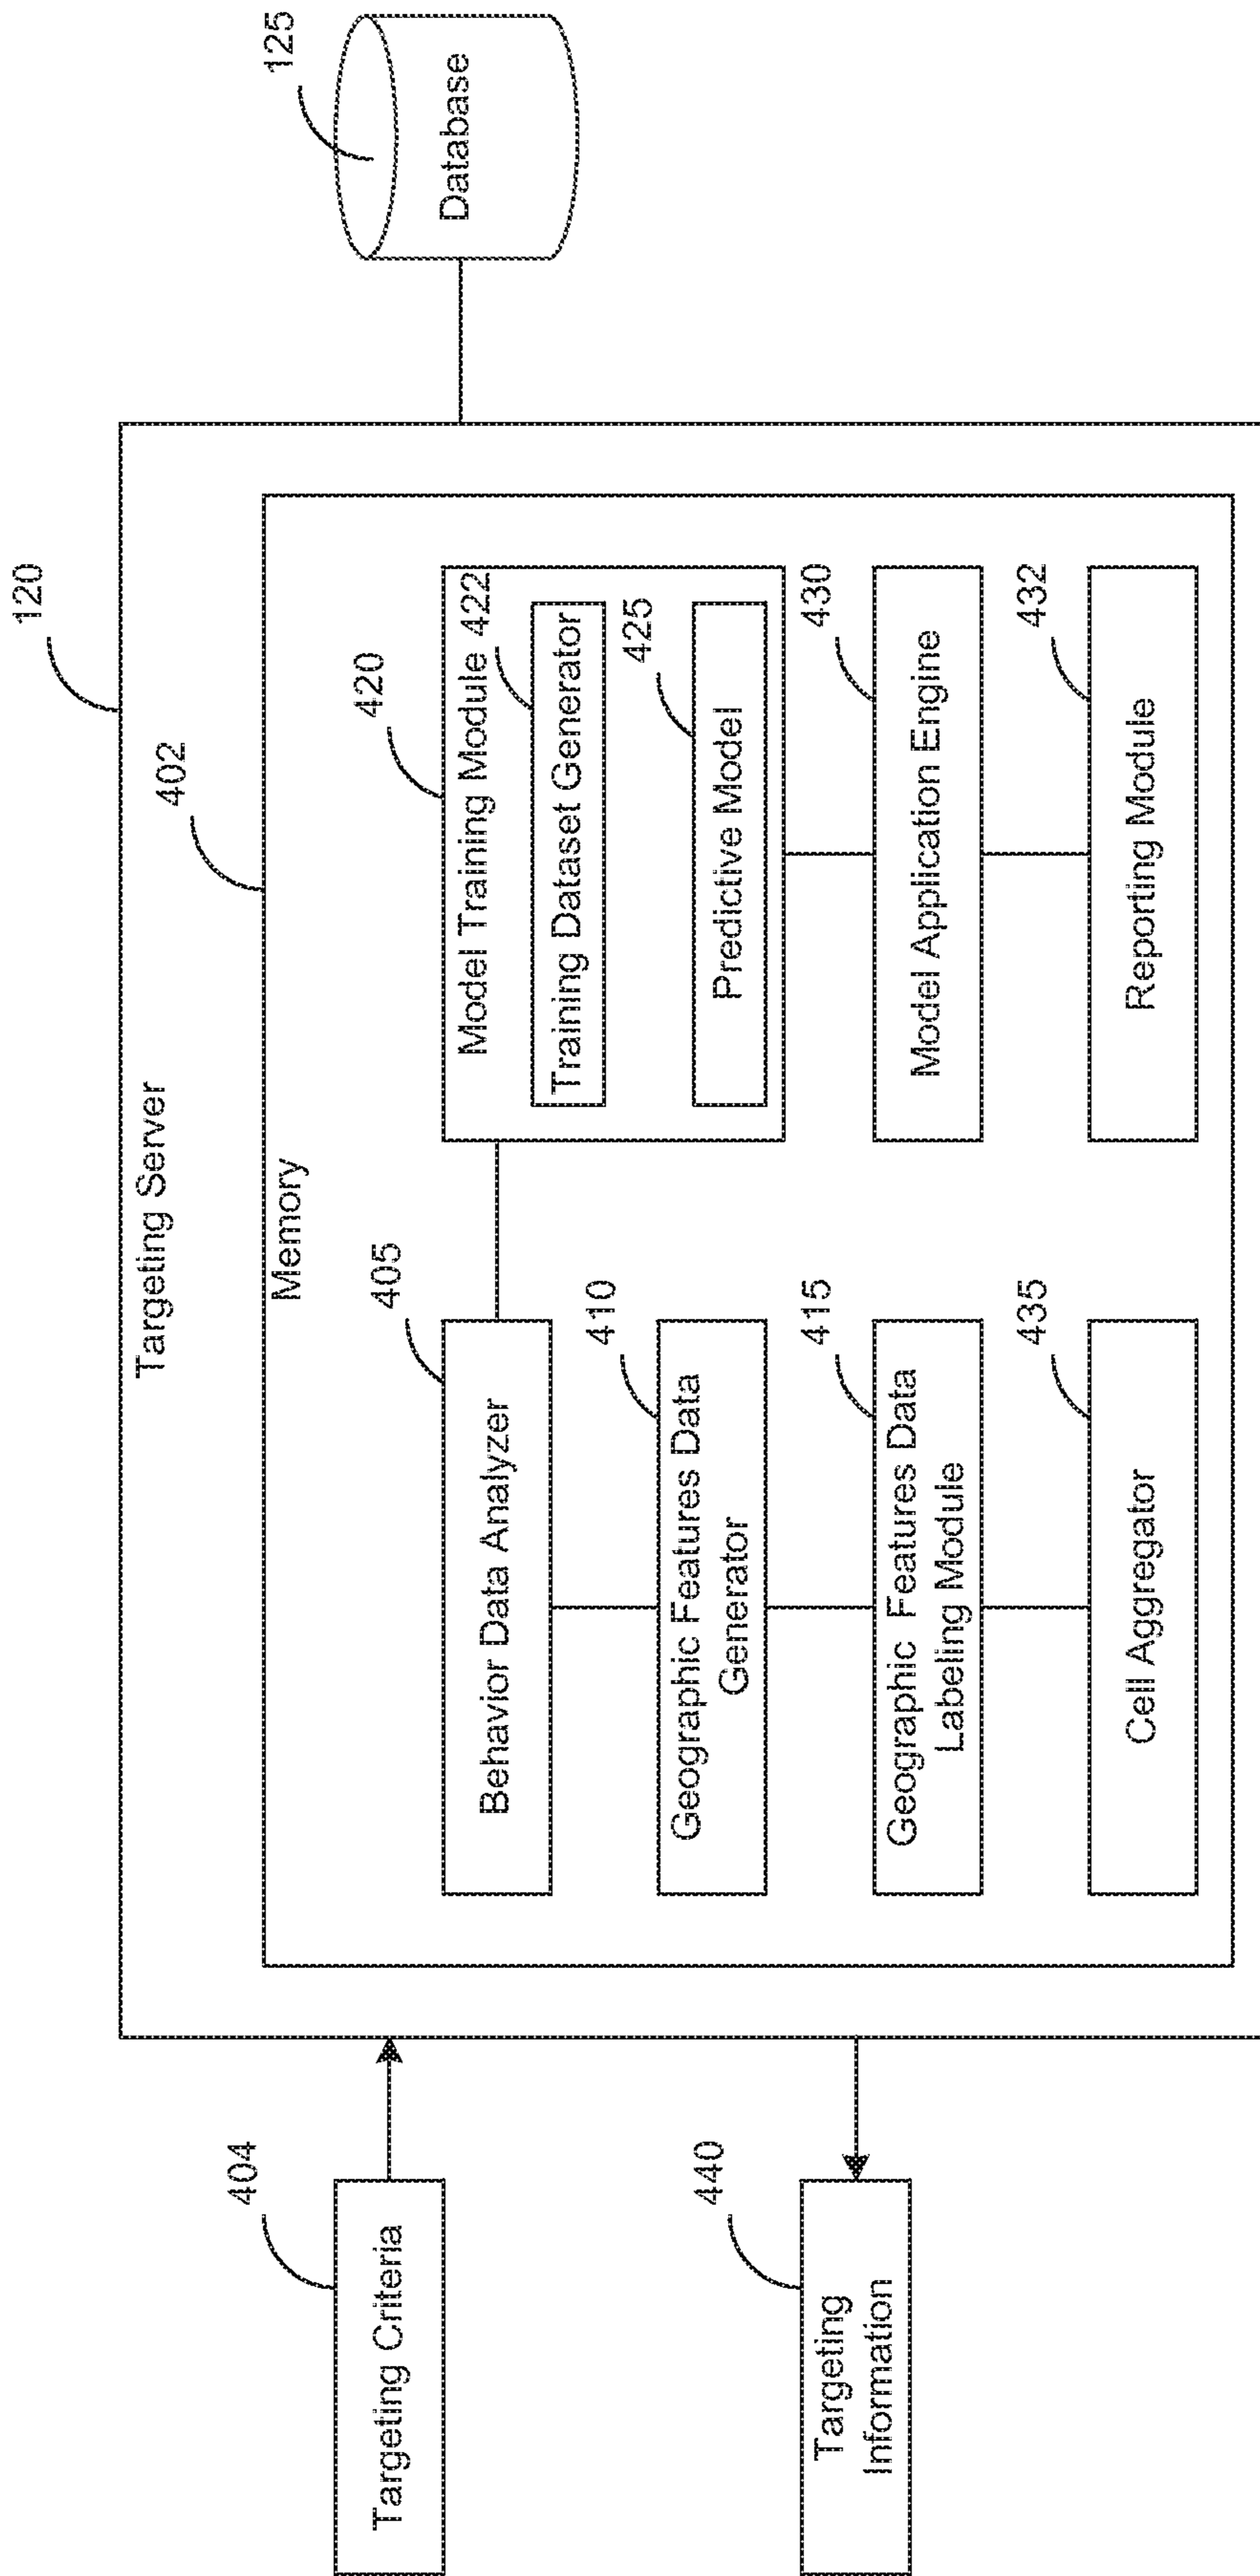 120
Targeting Server
402
Memory
404
Targeting Criteria
405
Behavior Data Analyzer
410
Geographic Features Data
Generator
415
Geographic Features Data
Labeling Module
435
Cell Aggregator
420
Model Training Module
422
Training Dataset Generator
425
Predictive Model
430
Model Application Engine
432
Reporting Module
125
Database
440
Targeting
Information